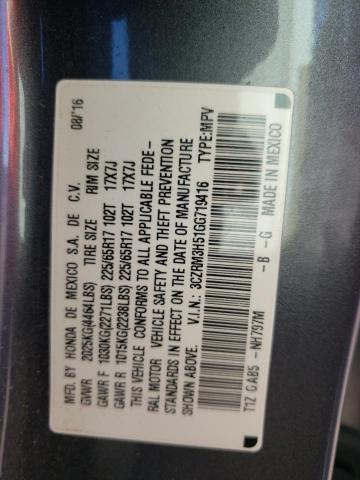 MFD. BY HONDA DE MEXICO S.A. DE C.V. 08/16
GVWR 2025KG(4464LBS) TIRE SIZE RIM SIZE
GAWR F 1030KG(2271LBS) 225/65R17 102T 17X7J
GAWR R 1015KG(2238LBS) 225/65R17 102T 17X7J
THIS VEHICLE CONFORMS TO ALL APPLICABLE FEDE-
RAL MOTOR VEHICLE SAFETY AND THEFT PREVENTION
STANDARDS IN EFFECT ON THE DATE OF MANUFACTURE
SHOWN ABOVE. V.I.N.: 3CZRM3H51GG719416 TYPE:MPV
T1Z GAB5 -NH797M -B -G MADE IN MEXICO